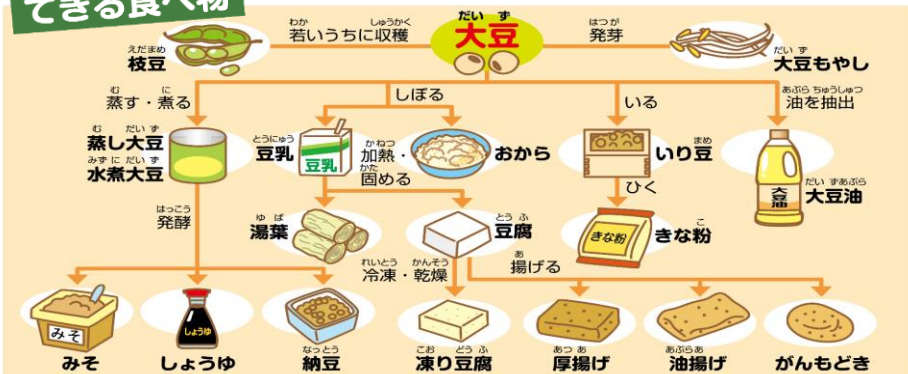 できる食べ物
わか しゅうかく
若いうちに収穫
だい ず
大豆
はつ が
発芽
えだまめ
枝豆
だい ず
大豆もやし
む に
蒸す・煮る
しぼる
いる
あぶら ちゅうしゅつ
油を抽出
む だい ず
蒸し大豆
みず に だい ず
水煮大豆
とうにゅう
豆乳
豆乳
か ねつ
加熱・
かた
固める
おから
まめ
いり豆
大豆油
だい ず あぶら
大豆油
はっこう
発酵
ゆ ば
湯葉
とう ふ
豆腐
ひく
きな粉
こ
きな粉
れいとう かんそう
冷凍・乾燥
あ
揚げる
みそ
みそ
しょうゆ
しょうゆ
なっとう
納豆
こお どう ふ
凍り豆腐
あつ あ
厚揚げ
あぶら あ
油揚げ
がんもどき